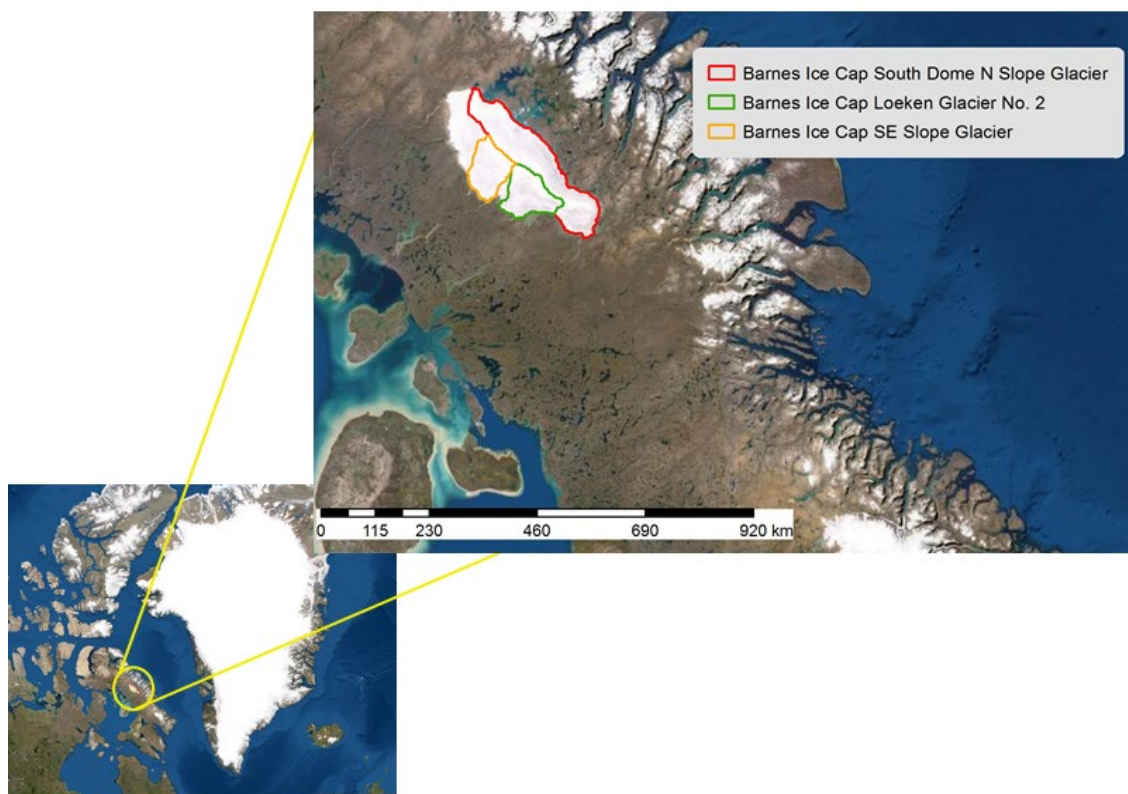 Barnes Ice Cap South Dome N Slope Glacier
Barnes Ice Cap Loeken Glacier No. 2
Barnes Ice Cap SE Slope Glacier
0 115 230 460 690 920 km